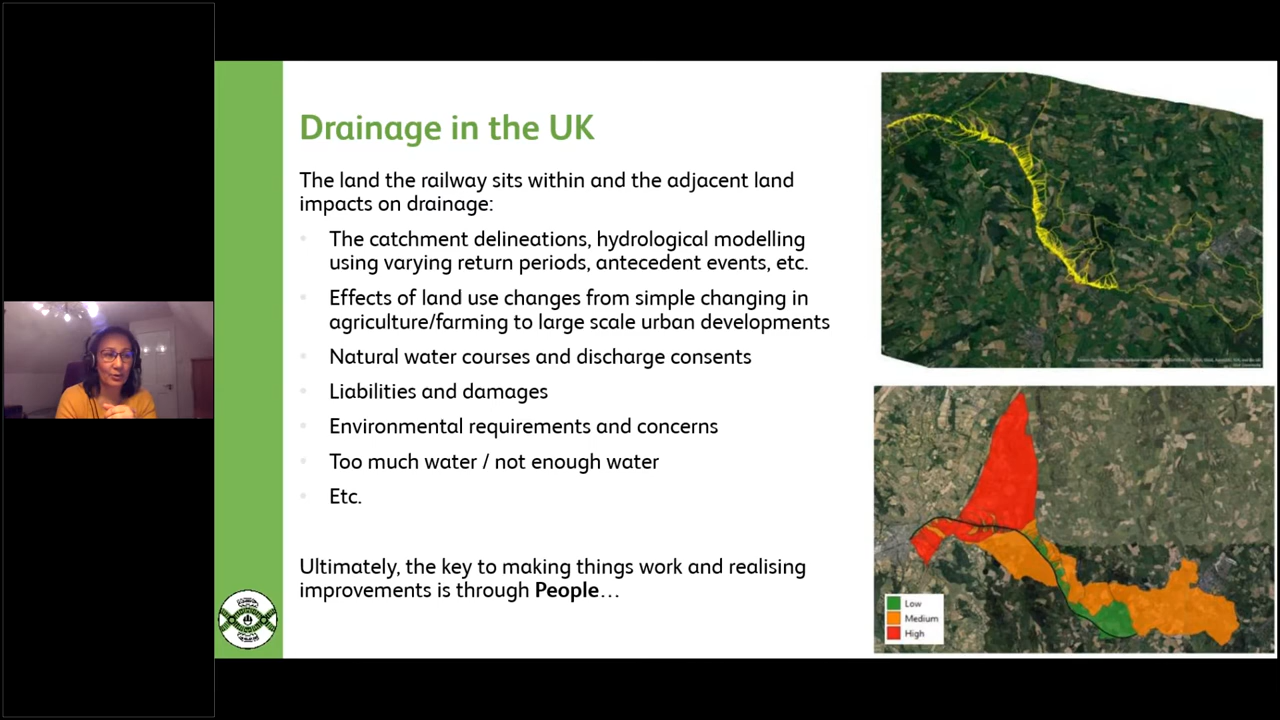 Drainage in the UK
The land the railway sits within and the adjacent land
impacts on drainage:
The catchment delineations, hydrological modelling
using varying return periods, antecedent events, etc.
Effects of land use changes from simple changing in
agriculture/farming to large scale urban developments
Natural water courses and discharge consents
Liabilities and damages
Environmental requirements and concerns
Too much water / not enough water
Etc.
Ultimately, the key to making things work and realising
improvements is through People…
Low
Medium
High